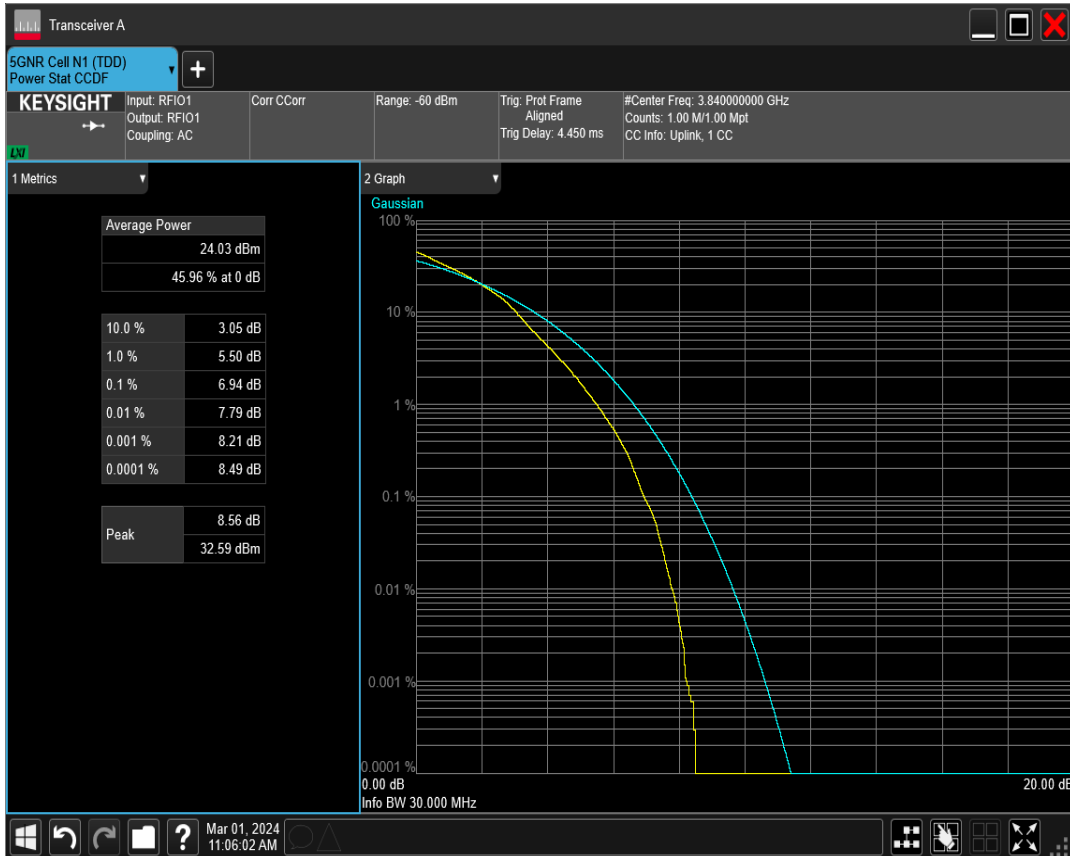 Transceiver A
5GNR Cell N1 (TDD)
Power Stat CCDF
+
KEYSIGHT
LXI
Input: RFIO1
Output: RFIO1
Coupling: AC
Corr CCorr
Range: -60 dBm
Trig: Prot Frame
Aligned
Trig Delay: 4.450 ms
#Center Freq: 3.840000000 GHz
Counts: 1.00 M/1.00 Mpt
CC Info: Uplink, 1 CC
1 Metrics
Average Power
24.03 dBm
45.96 % at 0 dB
10.0 % 3.05 dB
1.0 % 5.50 dB
0.1 % 6.94 dB
0.01 % 7.79 dB
0.001 % 8.21 dB
0.0001 % 8.49 dB
Peak
8.56 dB
32.59 dBm
2 Graph
Gaussian
100 %
10 %
1 %
0.1 %
0.01 %
0.001 %
0.0001 %
0.00 dB 20.00 dB
Info BW 30.000 MHz
?
Mar 01, 2024
11:06:02 AM